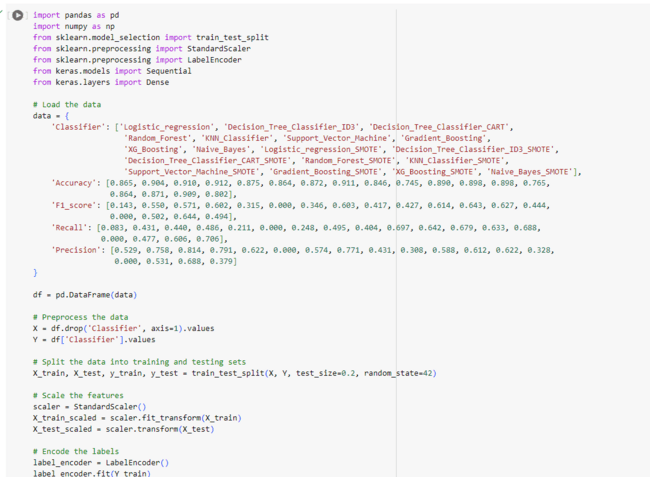 import pandas as pd
import numpy as np
from sklearn.model_selection import train_test_split
from sklearn.preprocessing import StandardScaler
from sklearn.preprocessing import LabelEncoder
from keras.models import Sequential
from keras.layers import Dense
# Load the data
data = {
'Classifier': ['Logistic_regression', 'Decision_Tree_Classifier_ID3', 'Decision_Tree_Classifier_CART',
'Random_Forest', 'KNN_Classifier', 'Support_Vector_Machine', 'Gradient_Boosting',
'XG_Boosting', 'Naive_Bayes', 'Logistic_regression_SMOTE', 'Decision_Tree_Classifier_ID3_SMOTE',
'Decision_Tree_Classifier_CART_SMOTE', 'Random_Forest_SMOTE', 'KNN_Classifier_SMOTE',
'Support_Vector_Machine_SMOTE', 'Gradient_Boosting_SMOTE', 'XG_Boosting_SMOTE', 'Naive_Bayes_SMOTE'],
'Accuracy': [0.865, 0.904, 0.910, 0.912, 0.875, 0.864, 0.872, 0.911, 0.846, 0.745, 0.890, 0.898, 0.898, 0.765,
0.864, 0.871, 0.909, 0.802],
'F1_score': [0.143, 0.550, 0.571, 0.602, 0.315, 0.000, 0.346, 0.603, 0.417, 0.427, 0.614, 0.643, 0.627, 0.444,
0.000, 0.502, 0.644, 0.494],
'Recall': [0.083, 0.431, 0.440, 0.486, 0.211, 0.000, 0.248, 0.495, 0.404, 0.697, 0.642, 0.679, 0.633, 0.688,
0.000, 0.477, 0.606, 0.706],
'Precision': [0.529, 0.758, 0.814, 0.791, 0.622, 0.000, 0.574, 0.771, 0.431, 0.308, 0.588, 0.612, 0.622, 0.328,
0.000, 0.531, 0.688, 0.379]
}
df = pd.DataFrame(data)
# Preprocess the data
X = df.drop('Classifier', axis=1).values
Y = df['Classifier'].values
# Split the data into training and testing sets
X_train, X_test, y_train, y_test = train_test_split(X, Y, test_size=0.2, random_state=42)
# Scale the features
scaler = StandardScaler()
X_train_scaled = scaler.fit_transform(X_train)
X_test_scaled = scaler.transform(X_test)
# Encode the labels
label_encoder = LabelEncoder()
label_encoder.fit(Y_train)